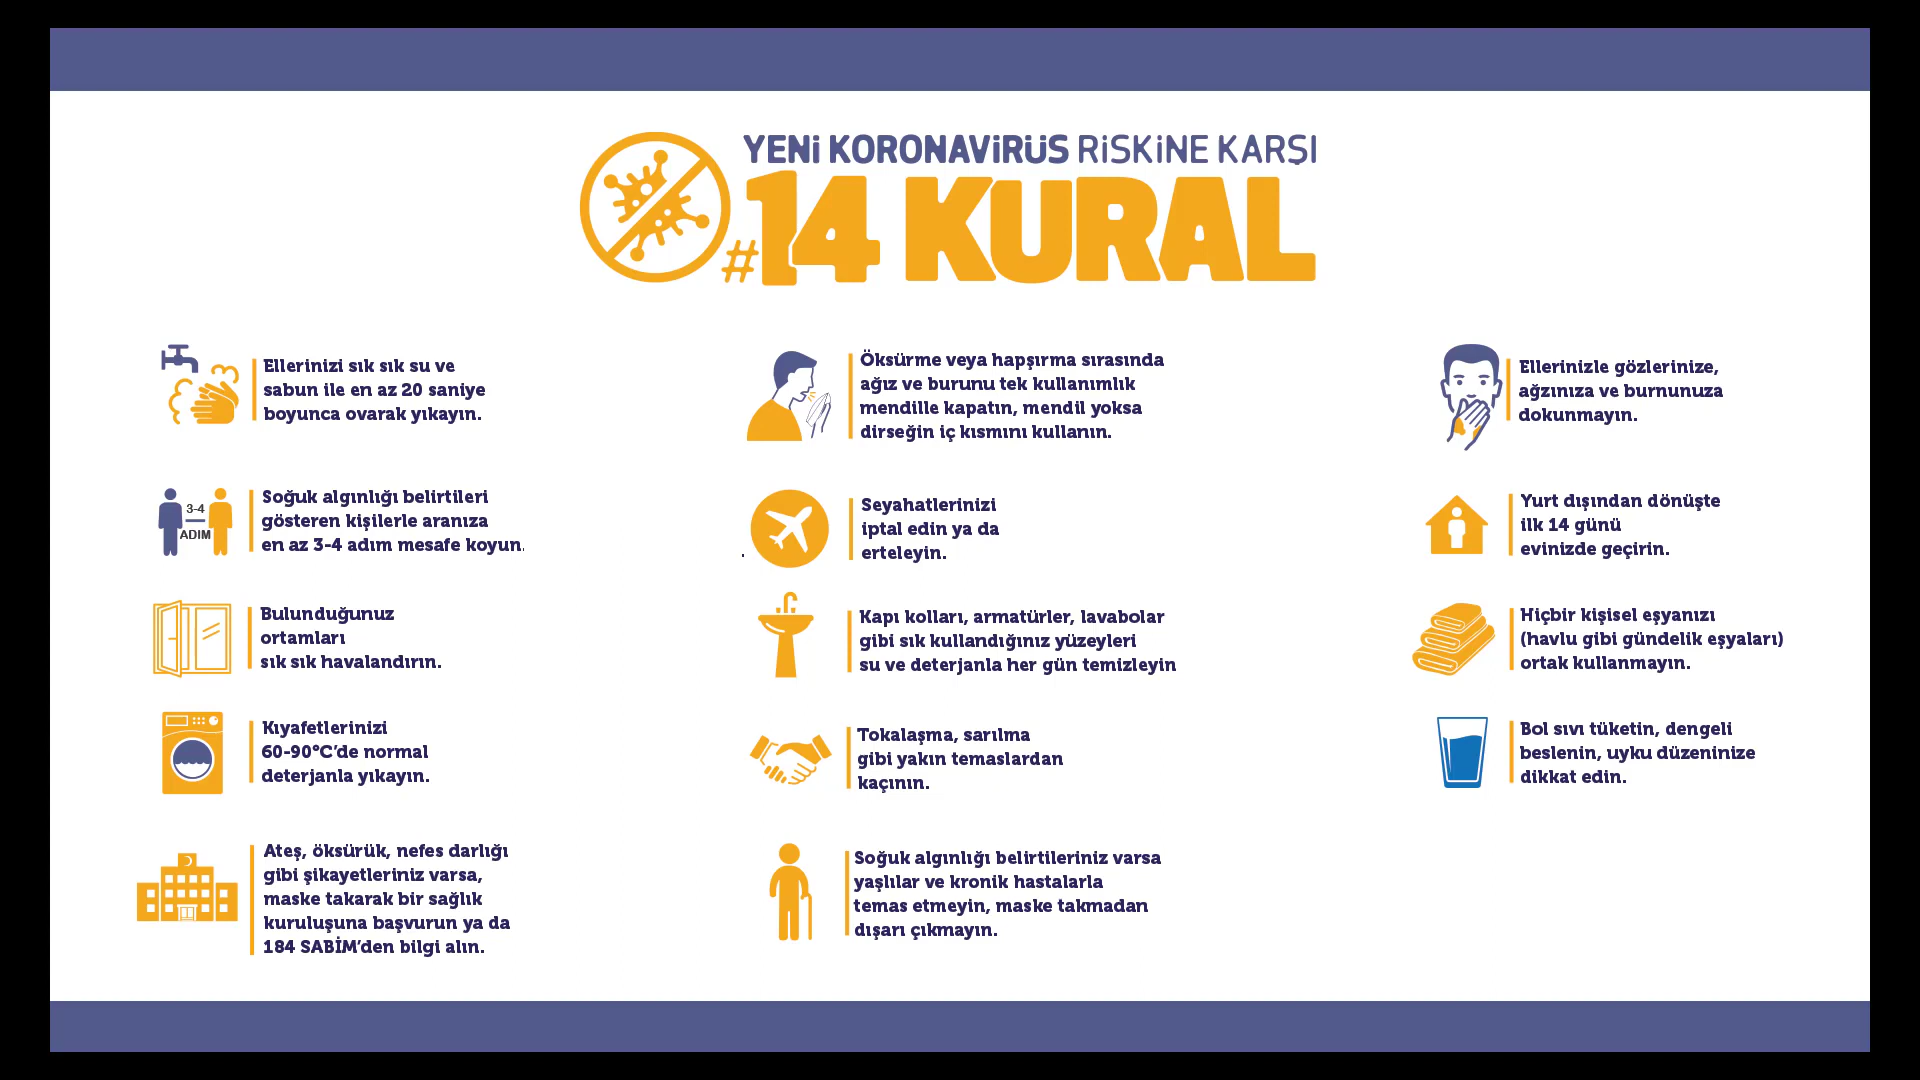 YENİ KORONAVİRÜS RİSKİNE KARŞI
#14 KURAL
Ellerinizi sık sık su ve
sabun ile en az 20 saniye
boyunca ovarak yıkayın.
Öksürme veya hapşırma sırasında
ağız ve burunu tek kullanımlık
mendille kapatın, mendil yoksa
dirseğin iç kısmını kullanın.
Ellerinizle gözlerinize,
ağzınıza ve burnunuza
dokunmayın.
3-4
ADIM
Soğuk algınlığı belirtileri
gösteren kişilerle aranıza
en az 3-4 adım mesafe koyun.
Seyahatlerinizi
iptal edin ya da
erteleyin.
Yurt dışından dönüşte
ilk 14 günü
evinizde geçirin.
Bulunduğunuz
ortamları
sık sık havalandırın.
Kapı kolları, armatürler, lavabolar
gibi sık kullandığınız yüzeyleri
su ve deterjanla her gün temizleyin
Hiçbir kişisel eşyanızı
(havlu gibi gündelik eşyaları)
ortak kullanmayın.
Kıyafetlerinizi
60-90°C'de normal
deterjanla yıkayın.
Tokalaşma, sarılma
gibi yakın temaslardan
kaçının.
Bol sıvı tüketin, dengeli
beslenin, uyku düzeninize
dikkat edin.
Ateş, öksürük, nefes darlığı
gibi şikayetleriniz varsa,
maske takarak bir sağlık
kuruluşuna başvurun ya da
184 SABİM'den bilgi alın.
Soğuk algınlığı belirtileriniz varsa
yaşlılar ve kronik hastalarla
temas etmeyin, maske takmadan
dışarı çıkmayın.